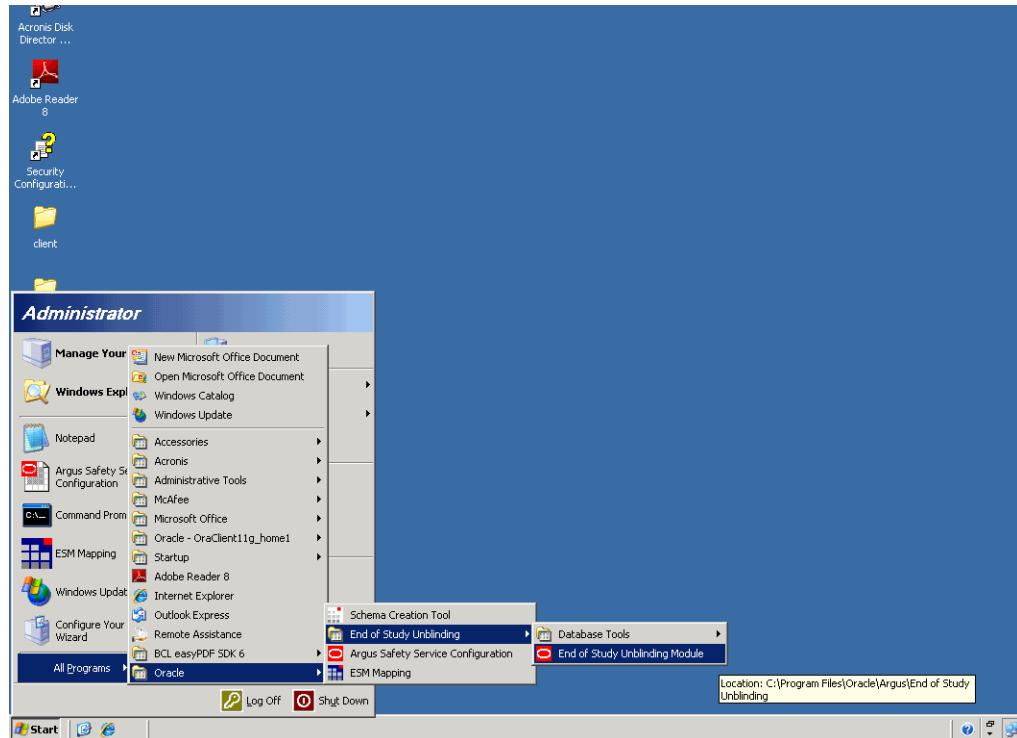 Acronis Disk
Director ...
Adobe Reader
8
Security
Configurati...
client
Administrator
Manage Your
Windows Expl
Notepad
Argus Safety Se
Configuration
Command Prom
ESM Mapping
Windows Updat
Configure Your
Wizard
All Programs
New Microsoft Office Document
Open Microsoft Office Document
Windows Catalog
Windows Update
Accessories
Acronis
Administrative Tools
McAfee
Microsoft Office
Oracle - OraClient11g_home1
Startup
Adobe Reader 8
Internet Explorer
Outlook Express
Remote Assistance
BCL easyPDF SDK 6
Oracle
Schema Creation Tool
End of Study Unblinding
Argus Safety Service Configuration
ESM Mapping
Database Tools
End of Study Unblinding Module
Location: C:\Program Files\Oracle\Argus\End of Study
Unblinding
Log Off
Shut Down
Start